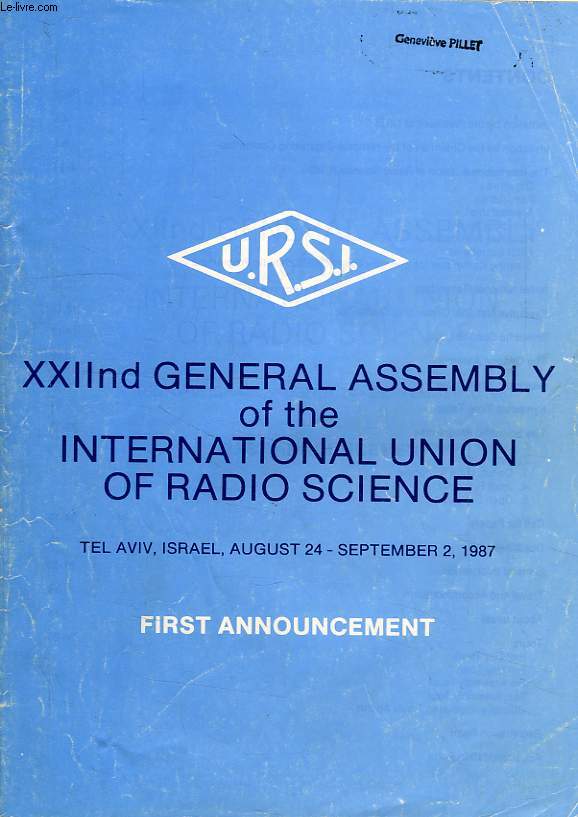 Le-livre.com
Geneviève PILLET
U.R.S.I.
XXIInd GENERAL ASSEMBLY
of the
INTERNATIONAL UNION
OF RADIO SCIENCE
TEL AVIV, ISRAEL, AUGUST 24 - SEPTEMBER 2, 1987
FiRST ANNOUNCEMENT